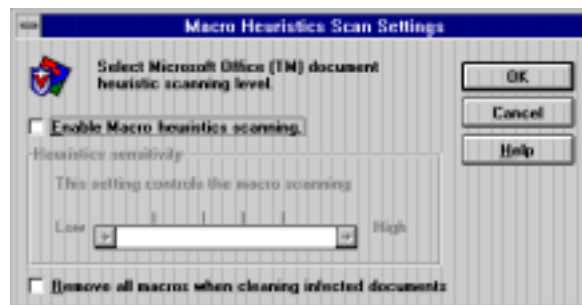 Macro Heuristics Scan Settings
Select Microsoft Office (TM) document
heuristic scanning level.
OK
Cancel
Help
Enable Macro heuristics scanning.
Heuristics sensitivity
This setting controls the macro scanning
Low
High
Remove all macros when cleaning infected documents